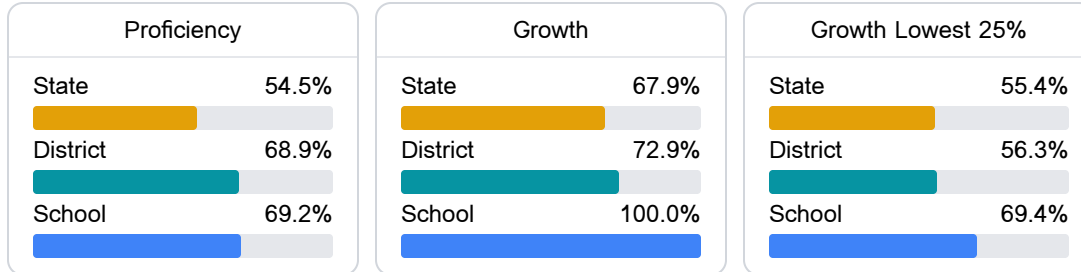 Proficiency
State 54.5%
District 68.9%
School 69.2%
Growth
State 67.9%
District 72.9%
School 100.0%
Growth Lowest 25%
State 55.4%
District 56.3%
School 69.4%